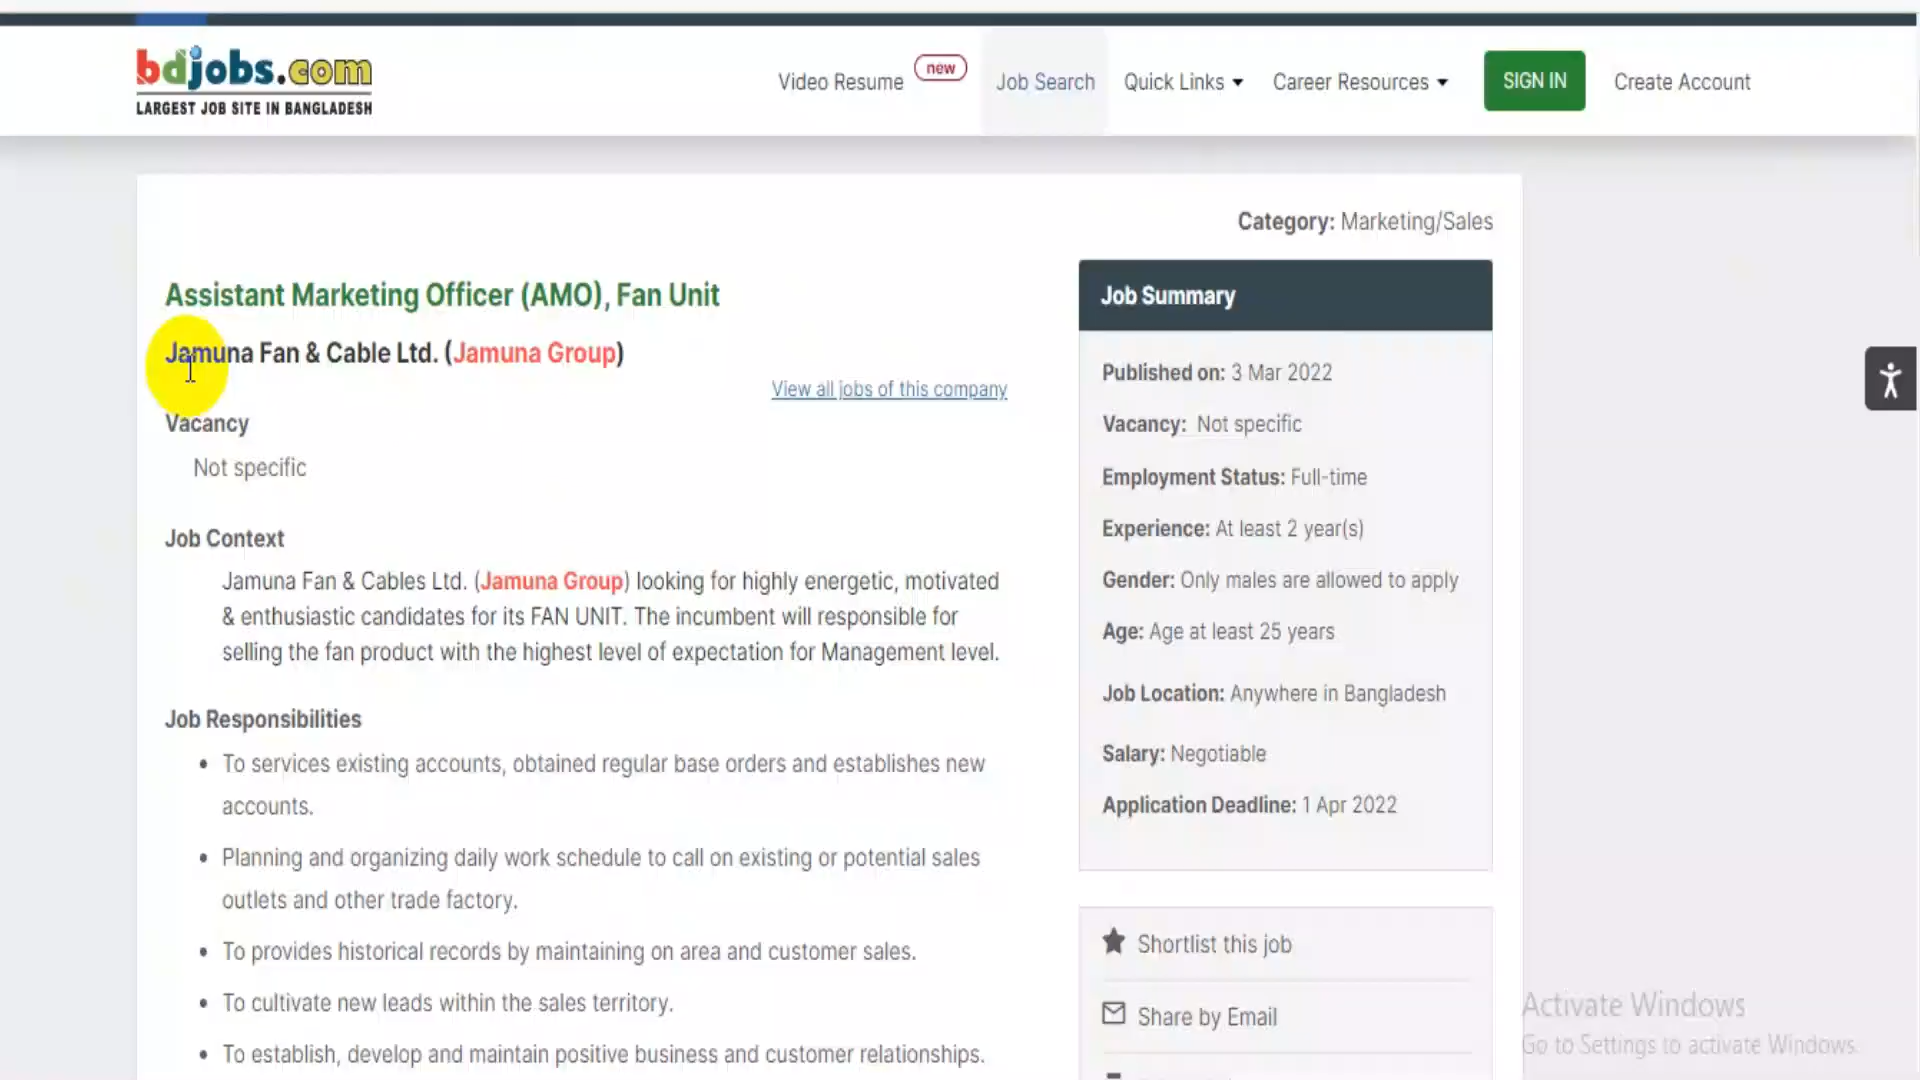 bdjobs.com
LARGEST JOB SITE IN BANGLADESH
Video Resume
new
Job Search
Quick Links
Career Resources
SIGN IN
Create Account
Category: Marketing/Sales
Assistant Marketing Officer (AMO), Fan Unit
Jamuna Fan & Cable Ltd. (Jamuna Group)
View all jobs of this company
Vacancy
Not specific
Job Context
Jamuna Fan & Cables Ltd. (Jamuna Group) looking for highly energetic, motivated
& enthusiastic candidates for its FAN UNIT. The incumbent will responsible for
selling the fan product with the highest level of expectation for Management level.
Job Responsibilities
• To services existing accounts, obtained regular base orders and establishes new
accounts.
• Planning and organizing daily work schedule to call on existing or potential sales
outlets and other trade factory.
• To provides historical records by maintaining on area and customer sales.
• To cultivate new leads within the sales territory.
• To establish, develop and maintain positive business and customer relationships.
Job Summary
Published on: 3 Mar 2022
Vacancy: Not specific
Employment Status: Full-time
Experience: At least 2 year(s)
Gender: Only males are allowed to apply
Age: Age at least 25 years
Job Location: Anywhere in Bangladesh
Salary: Negotiable
Application Deadline: 1 Apr 2022
Shortlist this job
Share by Email
Activate Windows
Go to Settings to activate Windows.